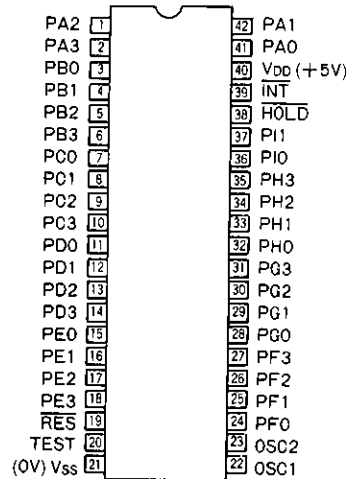 PA2 1 42 PA1
PA3 2 41 PA0
PB0 3 40 VDD (+5V)
PB1 4 39 INT
PB2 5 38 HOLD
PB3 6 37 PI1
PC0 7 36 PI0
PC1 8 35 PH3
PC2 9 34 PH2
PC3 10 33 PH1
PD0 11 32 PH0
PD1 12 31 PG3
PD2 13 30 PG2
PD3 14 29 PG1
PE0 15 28 PG0
PE1 16 27 PF3
PE2 17 26 PF2
PE3 18 25 PF1
RES 19 24 PF0
TEST 20 23 OSC2
(0V) VSS 21 22 OSC1